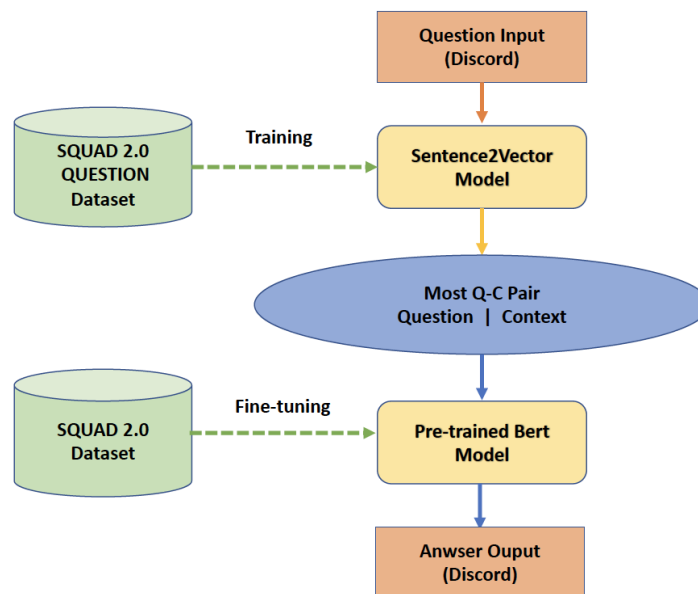 Question Input
(Discord)
Training
SQUAD 2.0
QUESTION
Dataset
Sentence2Vector
Model
Most Q-C Pair
Question | Context
Fine-tuning
SQUAD 2.0
Dataset
Pre-trained Bert
Model
Anwser Ouput
(Discord)